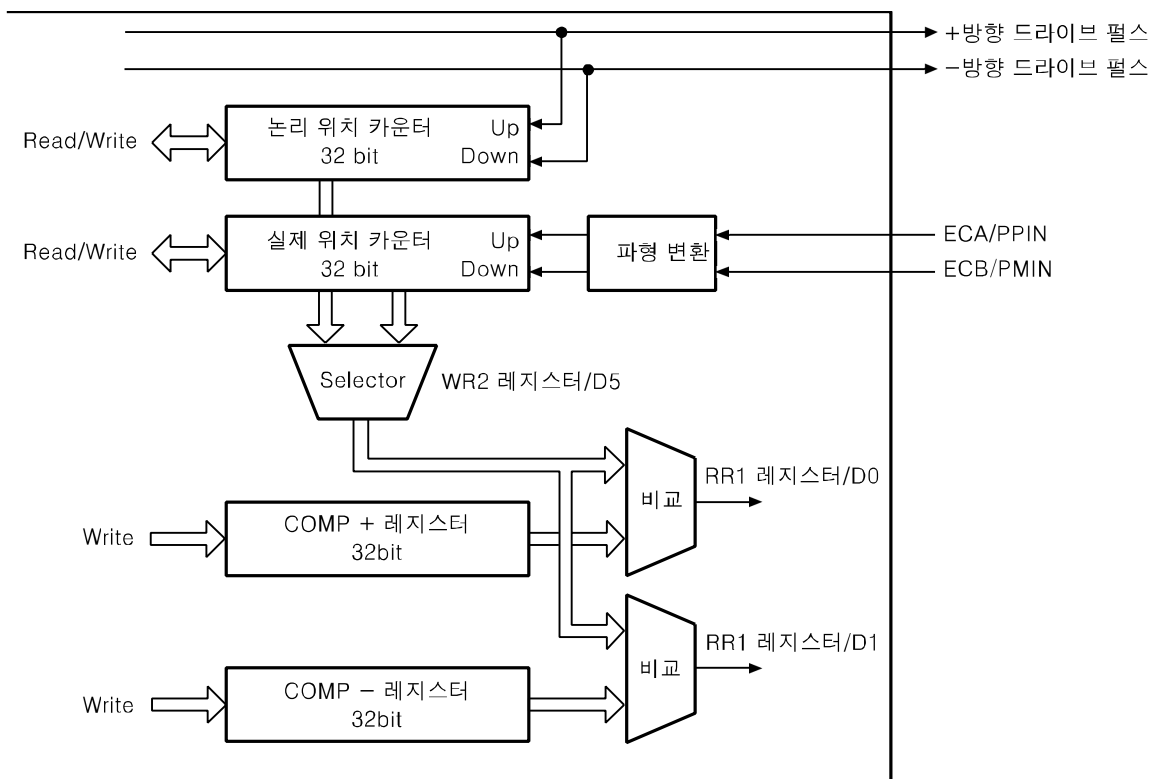 +방향 드라이브 펄스
−방향 드라이브 펄스
Read/Write
논리 위치 카운터
32 bit
Up
Down
Read/Write
실제 위치 카운터
32 bit
Up
Down
파형 변환
ECA/PPIN
ECB/PMIN
Selector
WR2 레지스터/D5
비교
RR1 레지스터/D0
Write
COMP + 레지스터
32bit
비교
RR1 레지스터/D1
Write
COMP − 레지스터
32bit